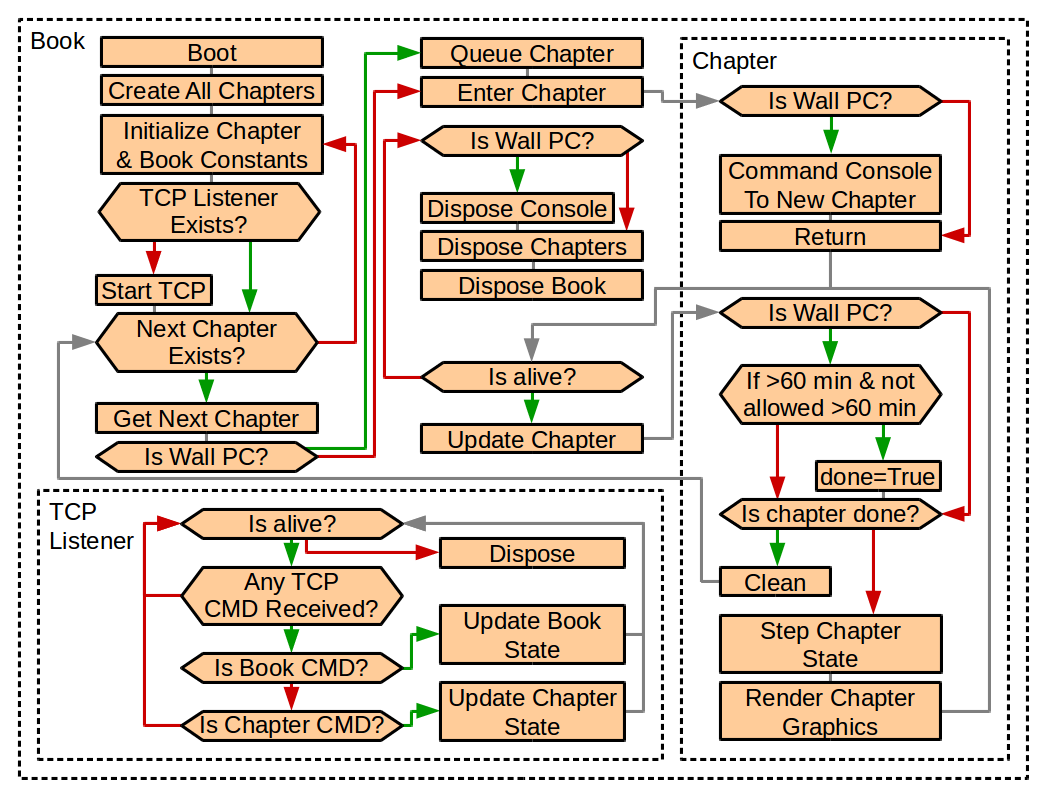 Book
Boot
Create All Chapters
Initialize Chapter
& Book Constants
TCP Listener
Exists?
Start TCP
Next Chapter
Exists?
Get Next Chapter
Is Wall PC?
Queue Chapter
Enter Chapter
Is Wall PC?
Dispose Console
Dispose Chapters
Dispose Book
Is alive?
Update Chapter
Chapter
Is Wall PC?
Command Console
To New Chapter
Return
Is Wall PC?
If >60 min & not
allowed >60 min
done=True
Is chapter done?
Clean
Step Chapter
State
Render Chapter
Graphics
TCP
Listener
Is alive?
Dispose
Any TCP
CMD Received?
Is Book CMD?
Update Book
State
Is Chapter CMD?
Update Chapter
State